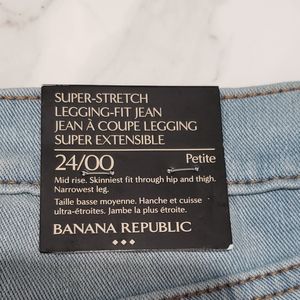 SUPER-STRETCH
LEGGING-FIT JEAN
JEAN À COUPE LEGGING
SUPER EXTENSIBLE
24/00 Petite
Mid rise. Skinniest fit through hip and thigh.
Narrowest leg.
Taille basse moyenne. Hanche et cuisse
ultra-étroites. Jambe la plus étroite.
BANANA REPUBLIC